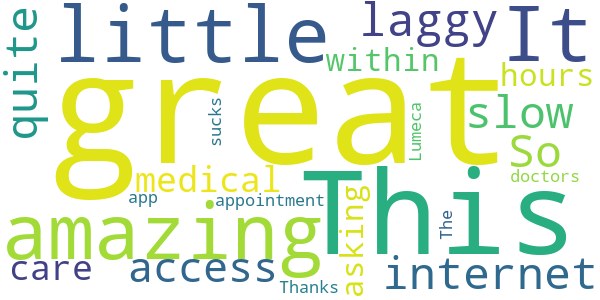 quite
little
laggy
It
within
hours
great
sucks
Lumeca
slow
So
medical
doctors
app
appointment
This
asking
The
amazing
care
access
Thanks
internet